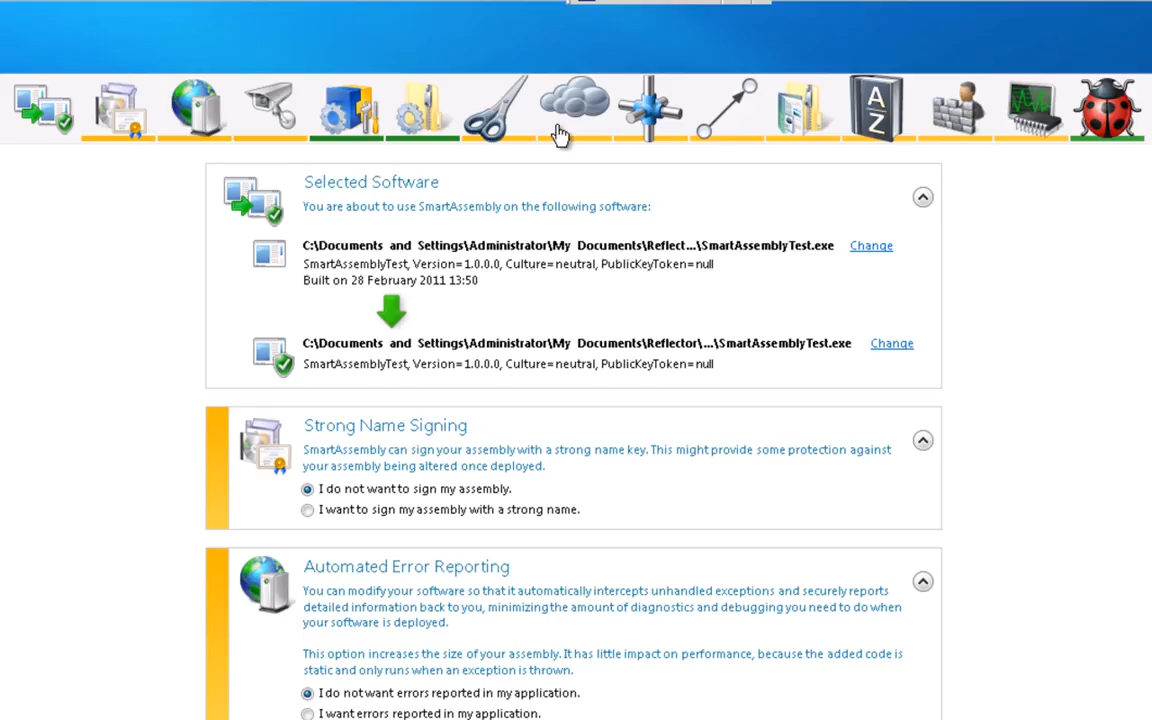 A
Z
Selected Software
You are about to use SmartAssembly on the following software:
C:\Documents and Settings\Administrator\My Documents\Reflect...\SmartAssemblyTest.exe Change
SmartAssemblyTest, Version=1.0.0.0, Culture=neutral, PublicKeyToken=null
Built on 28 February 2011 13:50
C:\Documents and Settings\Administrator\My Documents\Reflector\...\SmartAssemblyTest.exe Change
SmartAssemblyTest, Version=1.0.0.0, Culture=neutral, PublicKeyToken=null
Strong Name Signing
SmartAssembly can sign your assembly with a strong name key. This might provide some protection against
your assembly being altered once deployed.
I do not want to sign my assembly.
I want to sign my assembly with a strong name.
Automated Error Reporting
You can modify your software so that it automatically intercepts unhandled exceptions and securely reports
detailed information back to you, minimizing the amount of diagnostics and debugging you need to do when
your software is deployed.
This option increases the size of your assembly. It has little impact on performance, because the added code is
static and only runs when an exception is thrown.
I do not want errors reported in my application.
I want errors reported in my application.